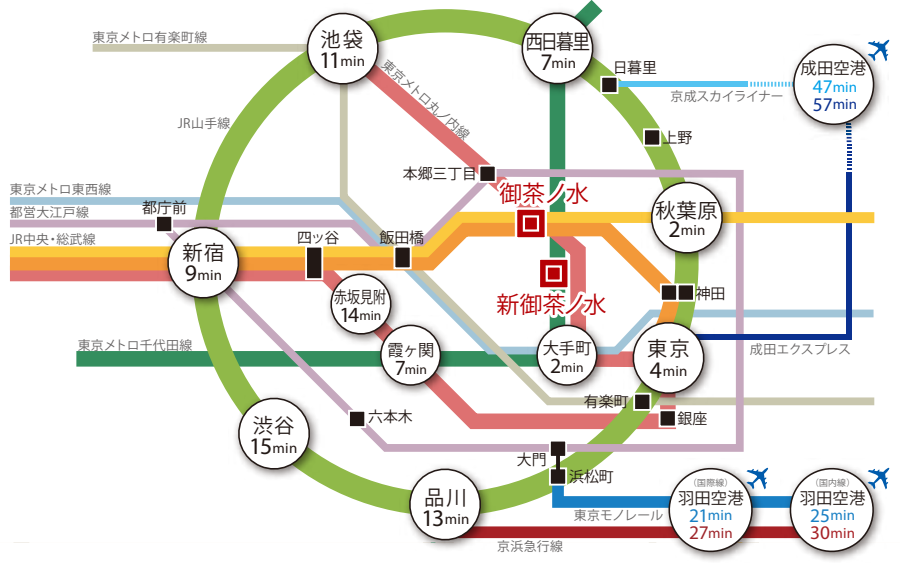 東京メトロ有楽町線
池袋
11min
西日暮里
7min
日暮里
京成スカイライナー
成田空港
47min
57min
東京メトロ丸ノ内線
JR山手線
上野
本郷三丁目
御茶ノ水
東京メトロ東西線
都営大江戸線
都庁前
JR中央・総武線
新宿
9min
四ッ谷
飯田橋
秋葉原
2min
赤坂見附
14min
新御茶ノ水
神田
東京メトロ千代田線
霞ヶ関
7min
大手町
2min
東京
4min
成田エクスプレス
有楽町
銀座
渋谷
15min
六本木
大門
浜松町
品川
13min
東京モノレール
京浜急行線
(国際線)
羽田空港
21min
27min
(国内線)
羽田空港
25min
30min